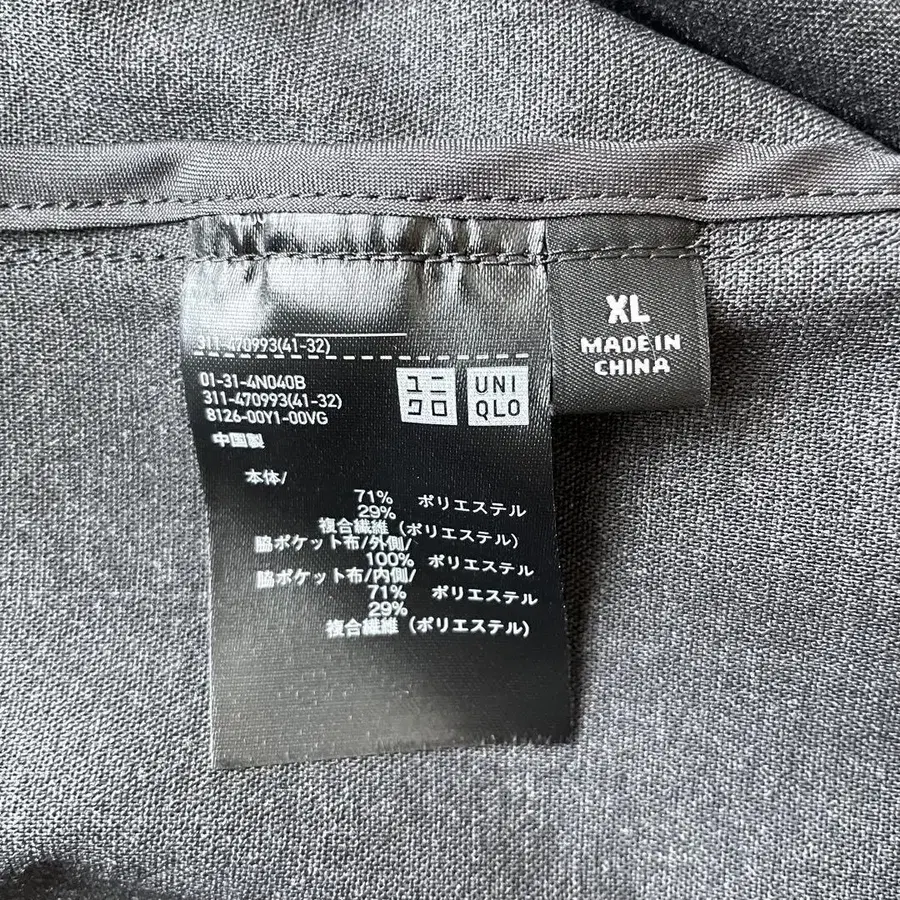 311-470993(41-32)
01-31-4N040B
311-470993(41-32)
8126-00Y1-00VG
中国製
ユニ
クロ
UNI
QLO
XL
MADE IN
CHINA
本体/
71% ポリエステル
29%
複合繊維(ポリエステル)
脇ポケット布/外側/
100% ポリエステル
脇ポケット布/内側/
71% ポリエステル
29%
複合繊維(ポリエステル)